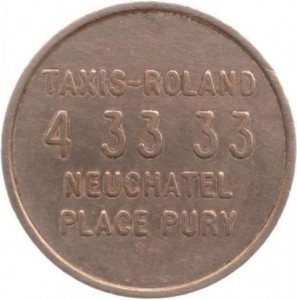 TAXIS-ROLAND
4 33 33
NEUCHATEL
PLACE PURY